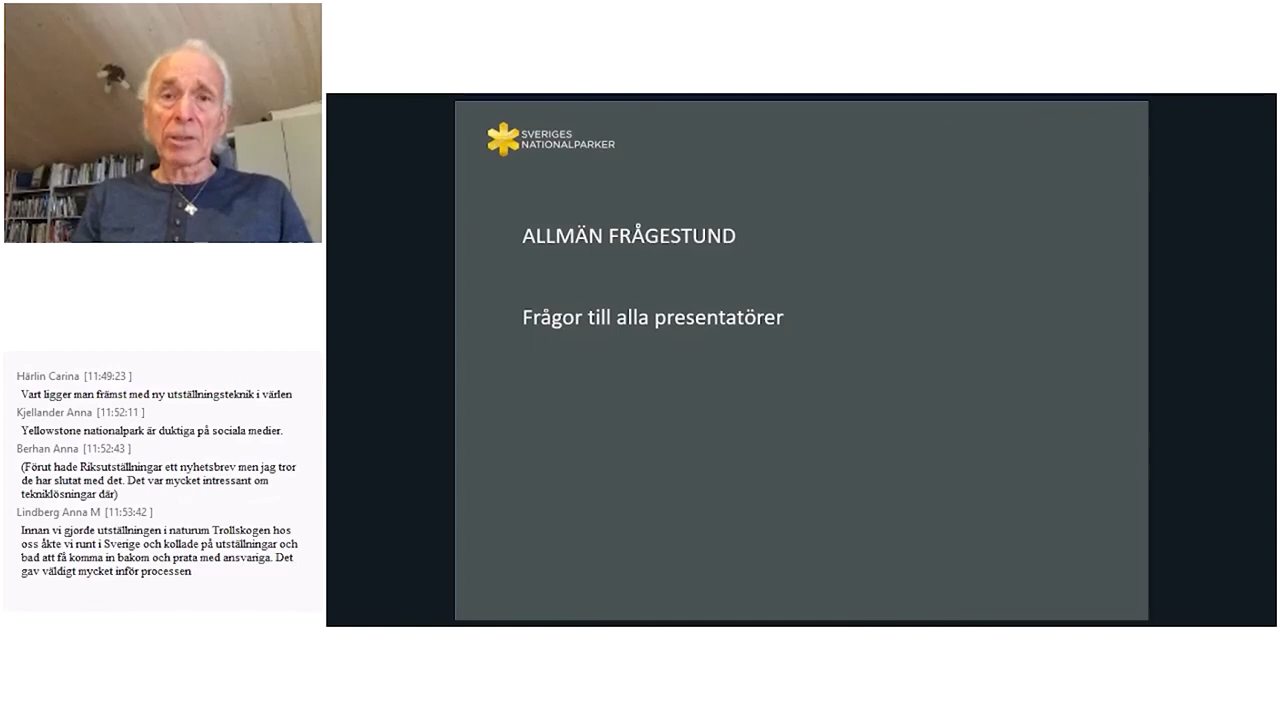 SVERIGES
NATIONALPARKER
ALLMÄN FRÅGESTUND
Frågor till alla presentatörer
Härlin Carina [11:49:23 ]
Vart ligger man främst med ny utställningsteknik i värlen
Kjellander Anna [11:52:11 ]
Yellowstone nationalpark är duktiga på sociala medier.
Berhan Anna [11:52:43 ]
(Förut hade Riksutställningar ett nyhetsbrev men jag tror
de har slutat med det. Det var mycket intressant om
tekniklösningar där)
Lindberg Anna M [11:53:42 ]
Innan vi gjorde utställningen i naturum Trollskogen hos
oss åkte vi runt i Sverige och kollade på utställningar och
bad att få komma in bakom och prata med ansvariga. Det
gav väldigt mycket inför processen